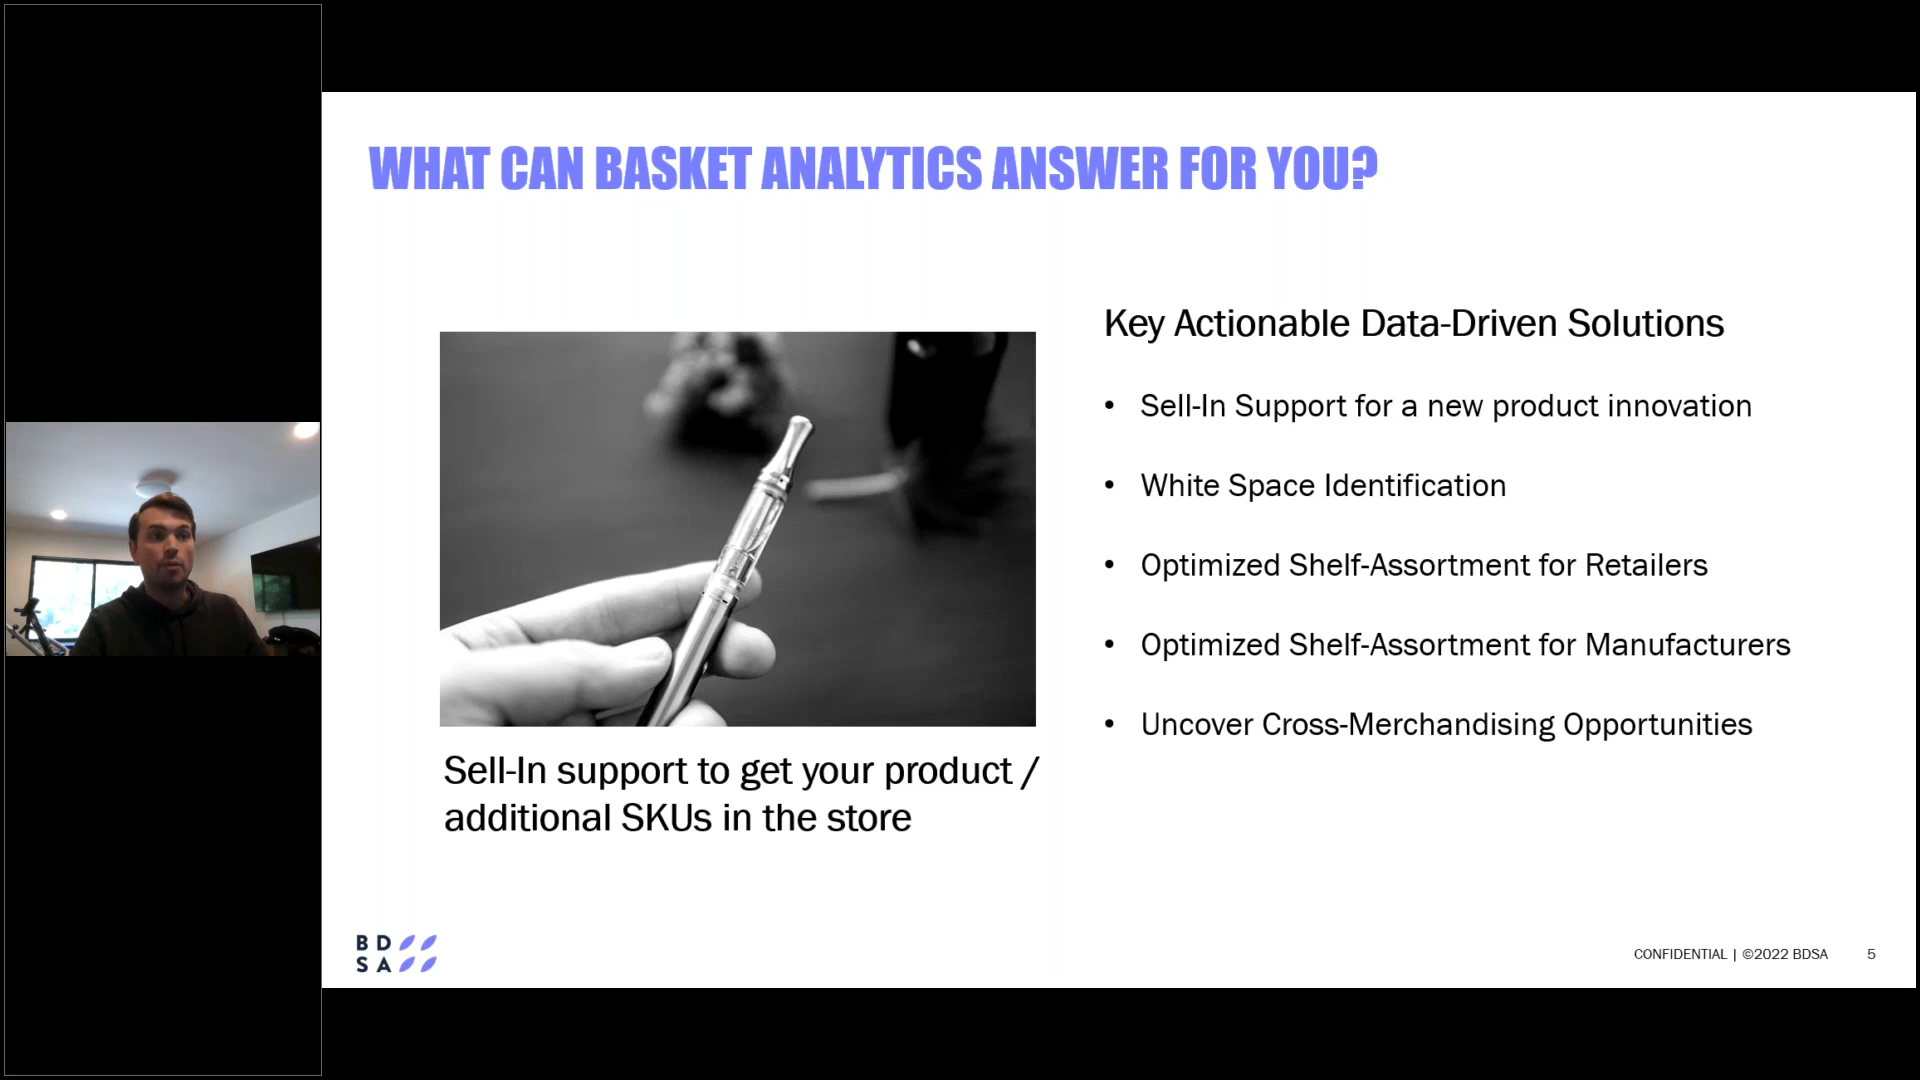 WHAT CAN BASKET ANALYTICS ANSWER FOR YOU?
Key Actionable Data-Driven Solutions
• Sell-In Support for a new product innovation
• White Space Identification
• Optimized Shelf-Assortment for Retailers
• Optimized Shelf-Assortment for Manufacturers
• Uncover Cross-Merchandising Opportunities
Sell-In support to get your product /
additional SKUs in the store
BD
SA
CONFIDENTIAL | ©2022 BDSA 5